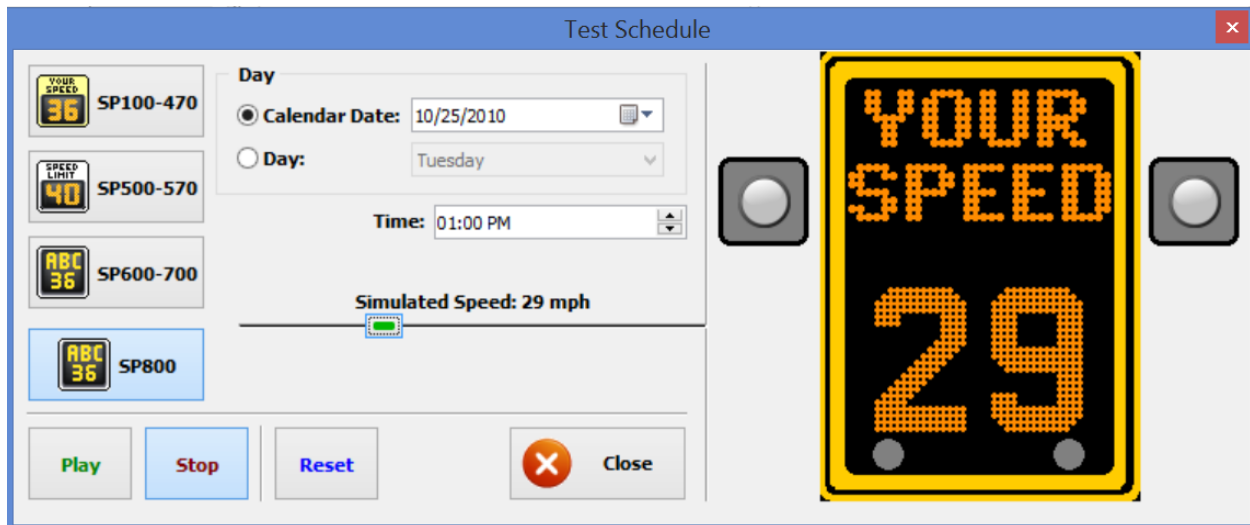 Test Schedule
YOUR
SPEED
36
SP100-470
SPEED
LIMIT
40
SP500-570
ABC
36
SP600-700
ABC
36
SP800
Day
Calendar Date: 10/25/2010
Day: Tuesday
Time: 01:00 PM
Simulated Speed: 29 mph
Play
Stop
Reset
Close
YOUR
SPEED
29